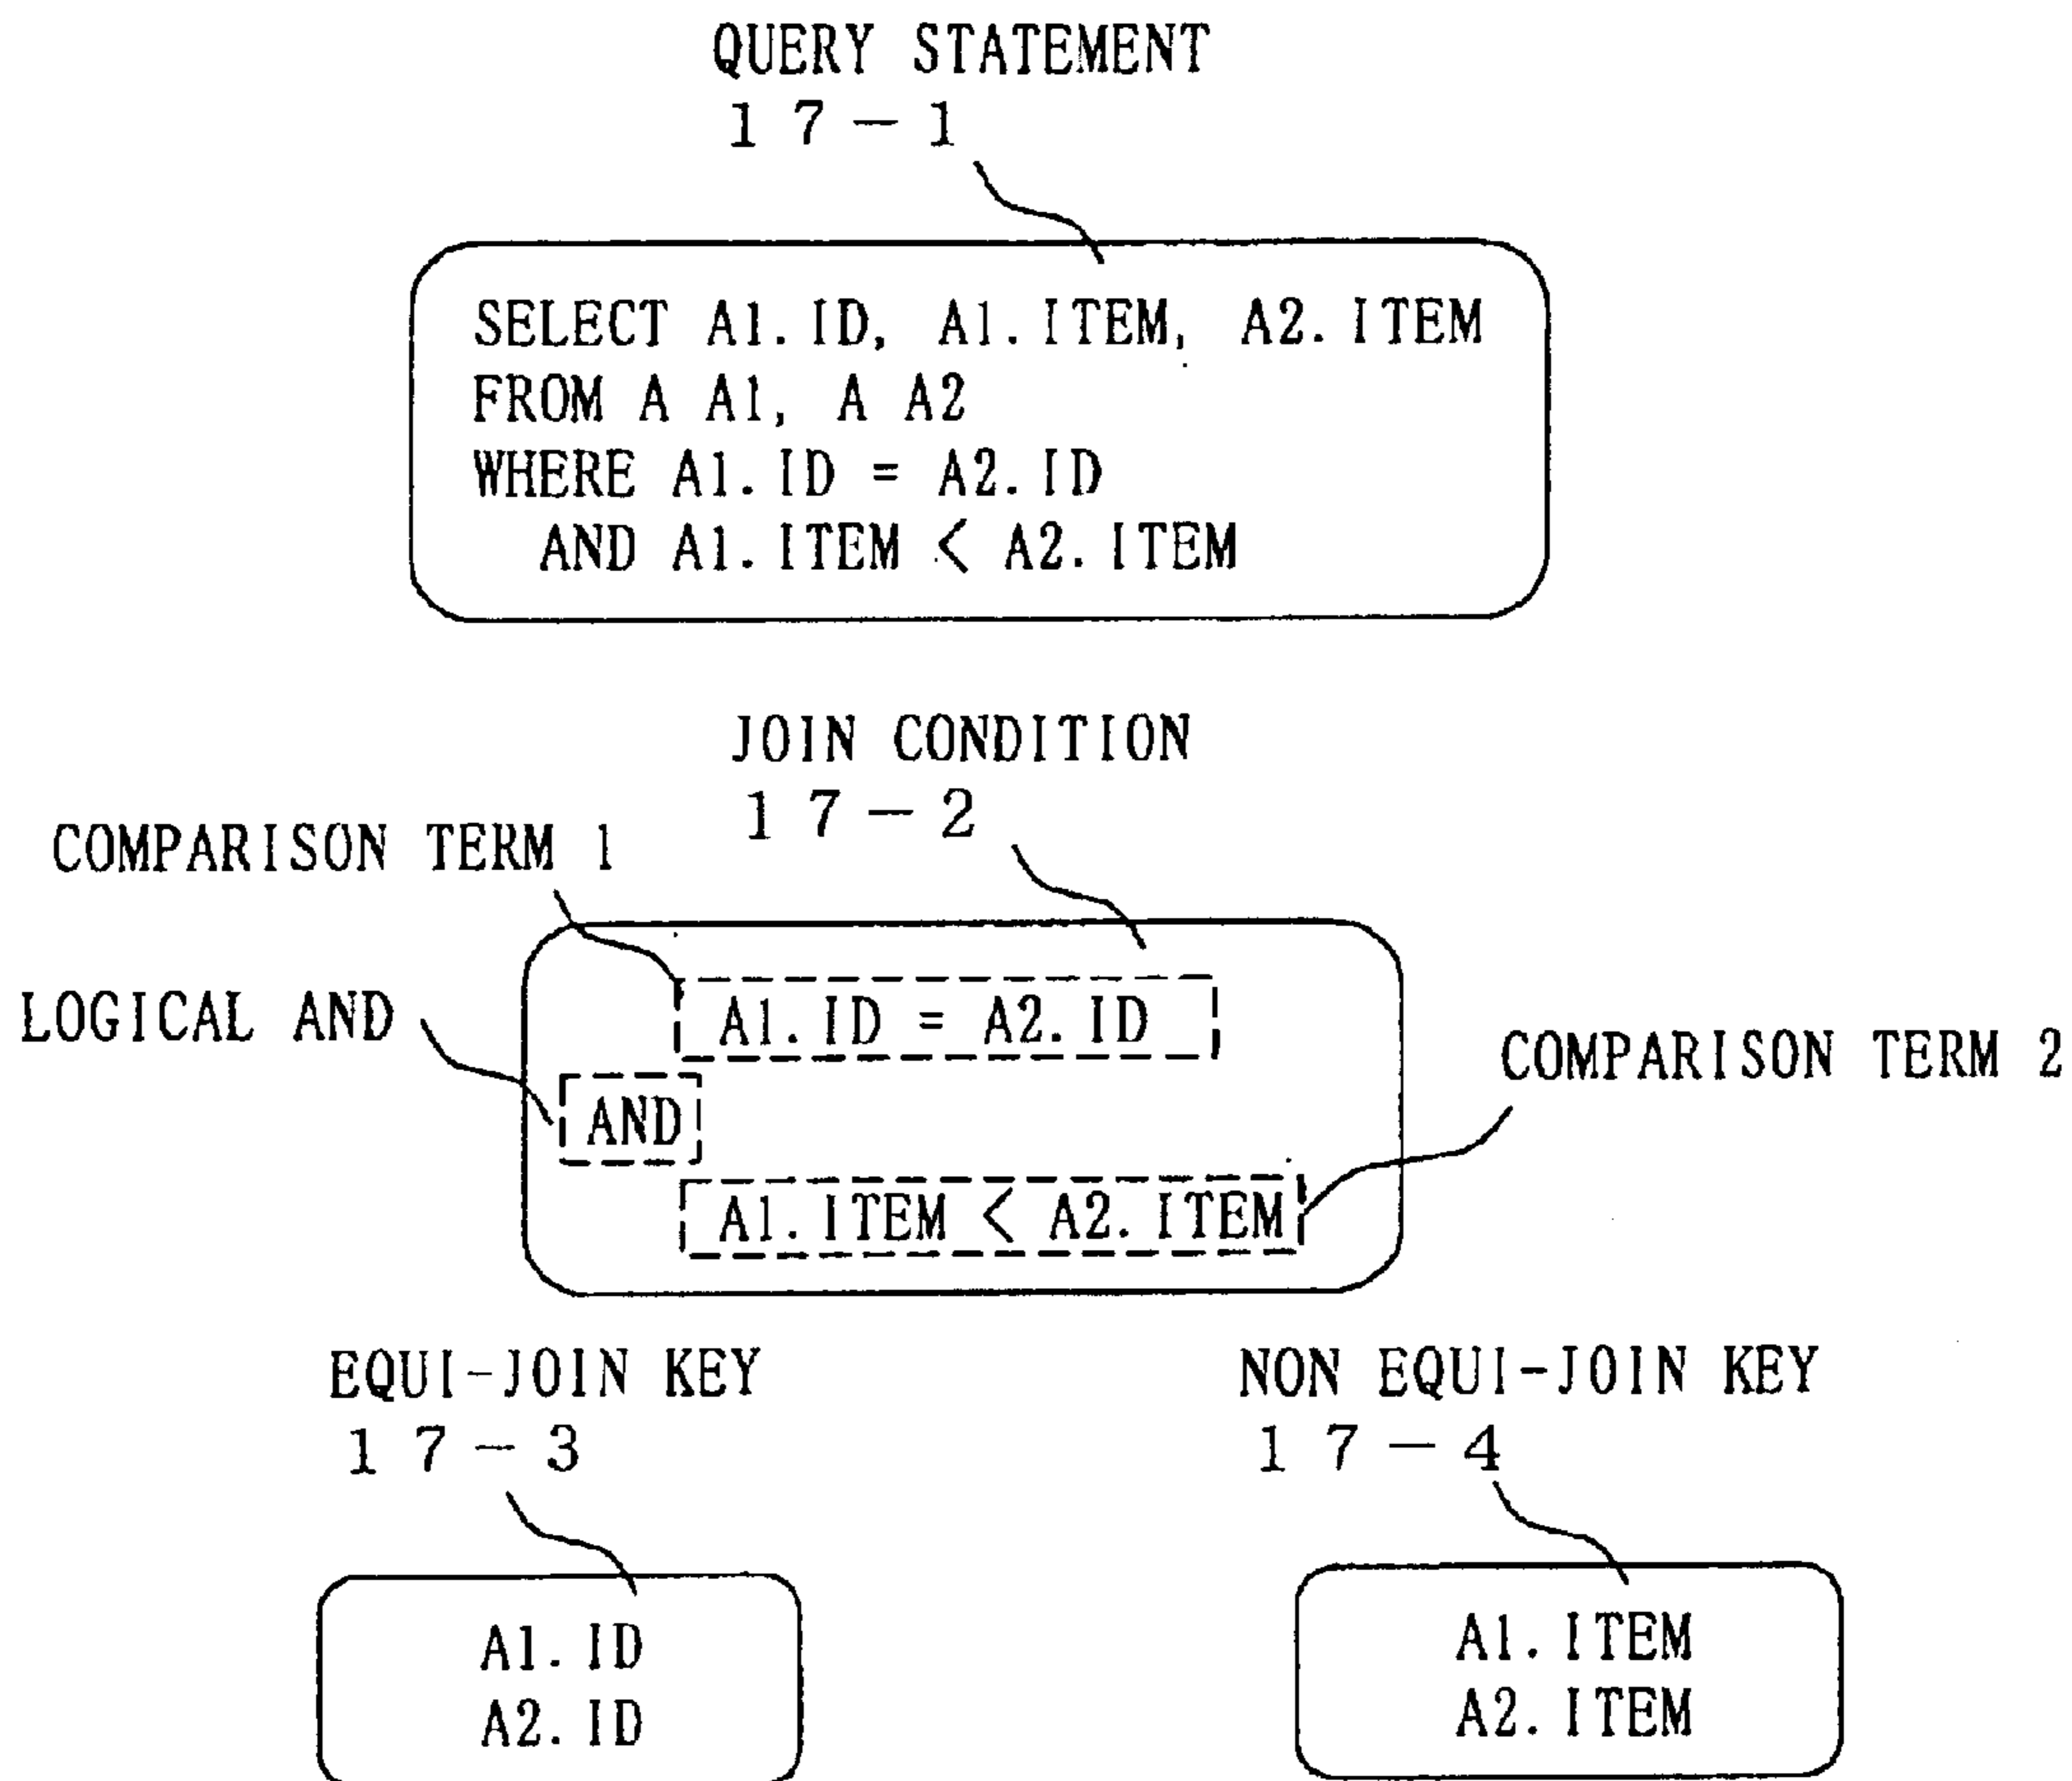 QUERY STATEMENT
17-1
SELECT A1.ID, A1.ITEM, A2.ITEM
FROM A A1, A A2
WHERE A1.ID = A2.ID
AND A1.ITEM < A2.ITEM
JOIN CONDITION
17-2
COMPARISON TERM 1
LOGICAL AND
A1.ID = A2.ID
COMPARISON TERM 2
AND
A1.ITEM < A2.ITEM
EQUI-JOIN KEY
17-3
A1.ID
A2.ID
NON EQUI-JOIN KEY
17-4
A1.ITEM
A2.ITEM